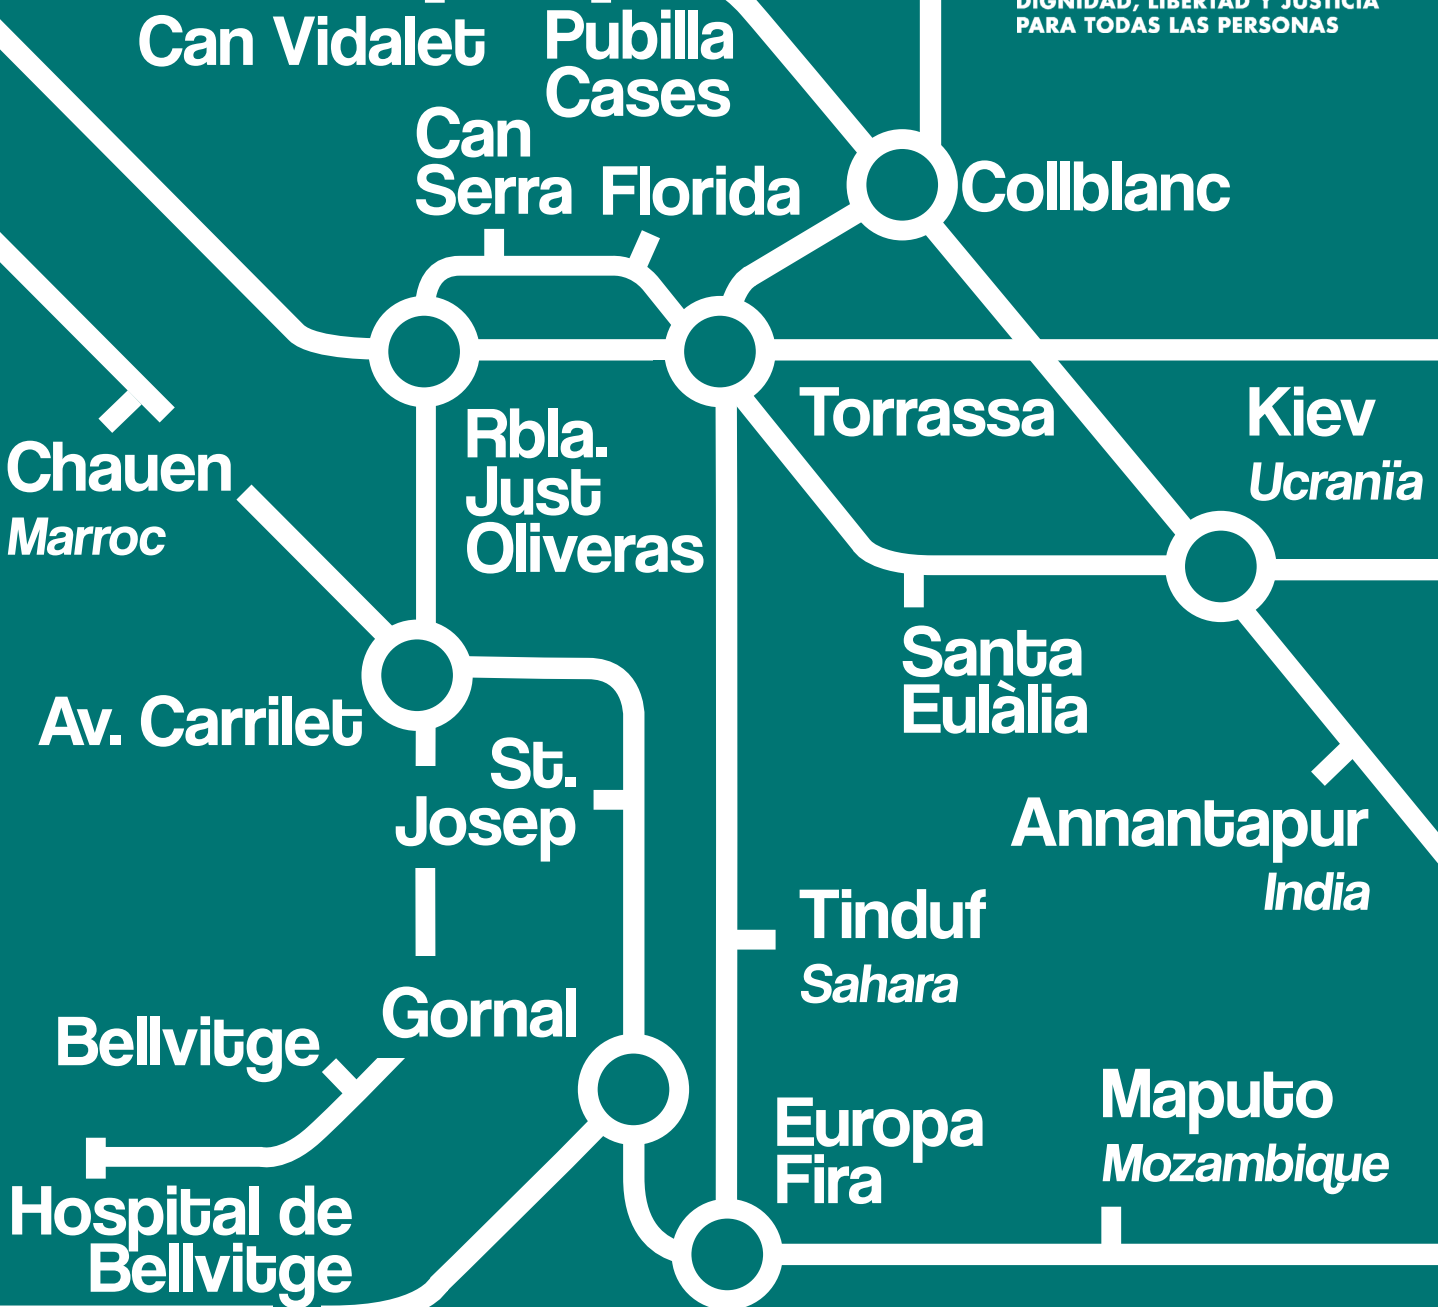 DIGNIDAD, LIBERTAD Y JUSTICIA
PARA TODAS LAS PERSONAS
Can Vidalet
Pubilla
Cases
Can
Serra
Florida
Collblanc
Torrassa
Kiev
Ucranïa
Rbla.
Just
Oliveras
Chauen
Marroc
Santa
Eulàlia
Av. Carrilet
St.
Josep
Annantapur
India
Tinduf
Sahara
Gornal
Bellvitge
Europa
Fira
Maputo
Mozambique
Hospital de
Bellvitge